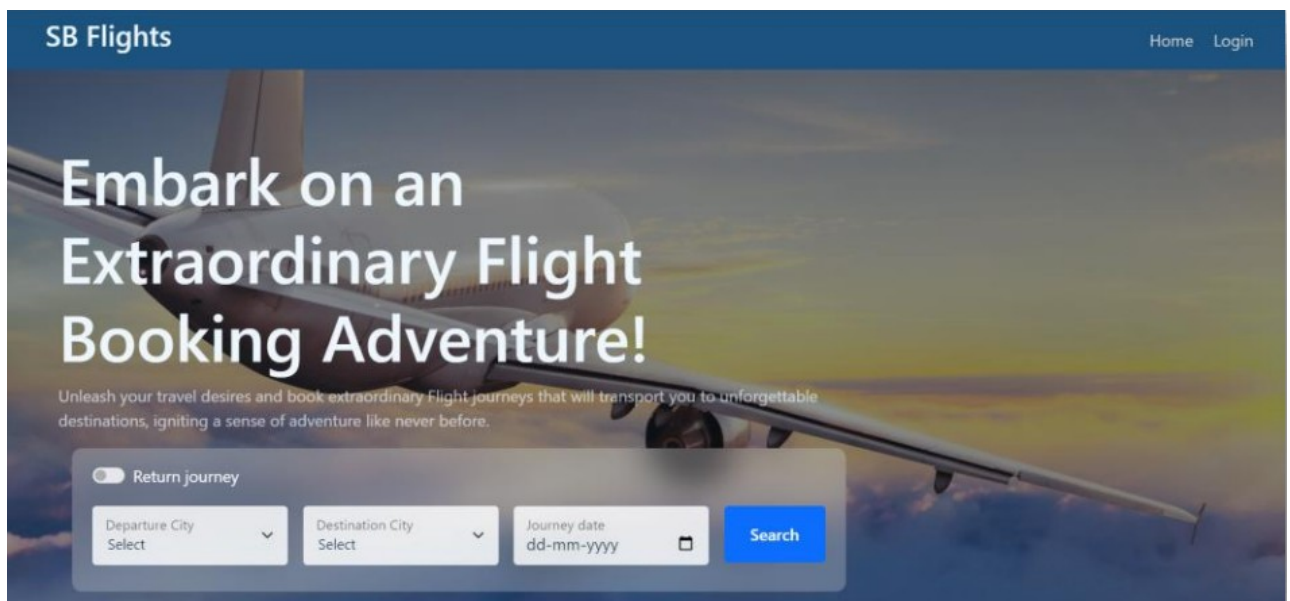 SB Flights
Home Login
Embark on an
Extraordinary Flight
Booking Adventure!
Unleash your travel desires and book extraordinary Flight journeys that will transport you to unforgettable
destinations, igniting a sense of adventure like never before.
Return journey
Departure City
Select
Destination City
Select
Journey date
dd-mm-yyyy
Search